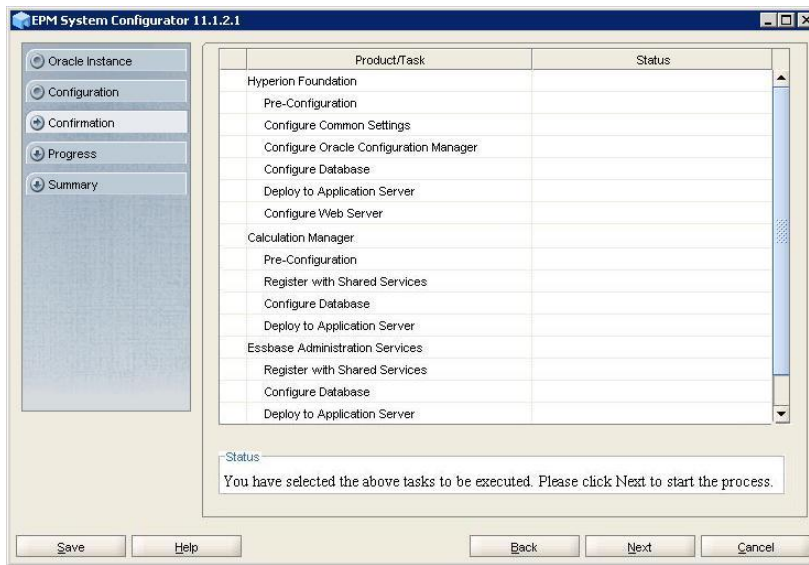 EPM System Configurator 11.1.2.1
Oracle Instance
Configuration
Confirmation
Progress
Summary
Product/Task Status
Hyperion Foundation
Pre-Configuration
Configure Common Settings
Configure Oracle Configuration Manager
Configure Database
Deploy to Application Server
Configure Web Server
Calculation Manager
Pre-Configuration
Register with Shared Services
Configure Database
Deploy to Application Server
Essbase Administration Services
Register with Shared Services
Configure Database
Deploy to Application Server
Status
You have selected the above tasks to be executed. Please click Next to start the process.
Save Help Back Next Cancel